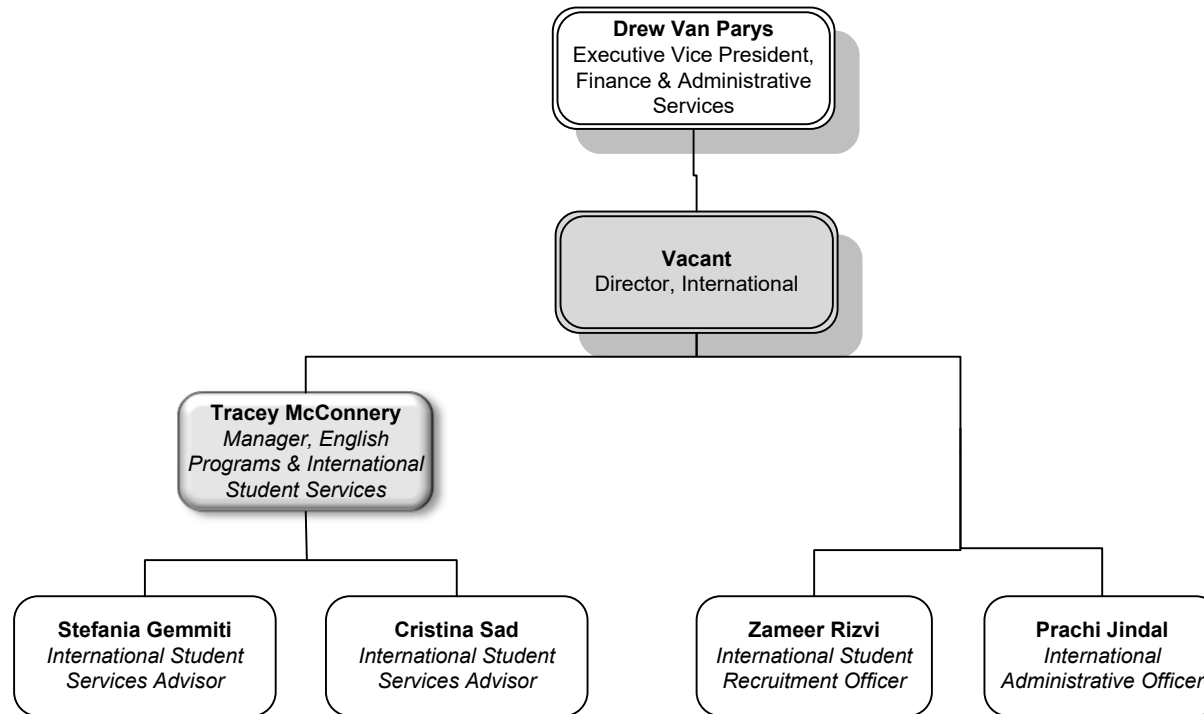 Drew Van Parys
Executive Vice President,
Finance & Administrative
Services
Vacant
Director, International
Tracey McConnery
Manager, English
Programs & International
Student Services
Stefania Gemmiti
International Student
Services Advisor
Cristina Sad
International Student
Services Advisor
Zameer Rizvi
International Student
Recruitment Officer
Prachi Jindal
International
Administrative Officer